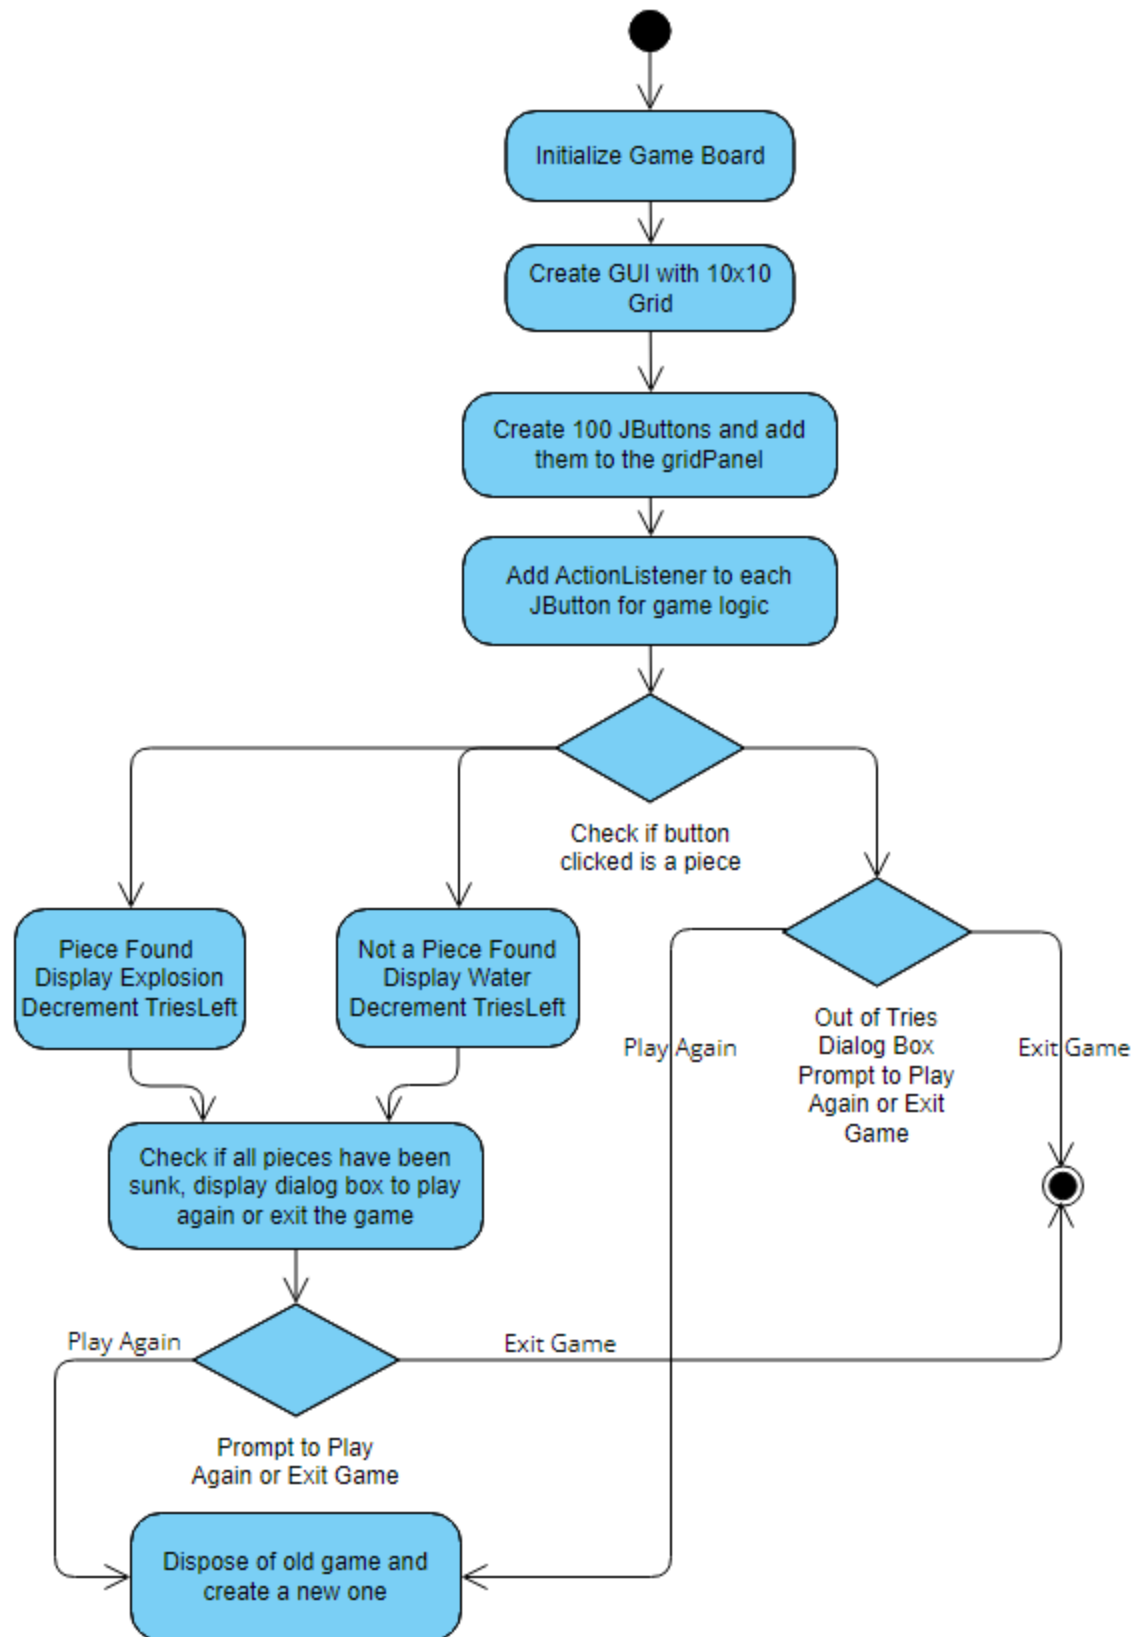 Initialize Game Board
Create GUI with 10x10
Grid
Create 100 JButtons and add
them to the gridPanel
Add ActionListener to each
JButton for game logic
Check if button
clicked is a piece
Piece Found
Display Explosion
Decrement TriesLeft
Not a Piece Found
Display Water
Decrement TriesLeft
Play Again
Out of Tries
Dialog Box
Prompt to Play
Again or Exit
Game
Exit Game
Check if all pieces have been
sunk, display dialog box to play
again or exit the game
Play Again
Exit Game
Prompt to Play
Again or Exit Game
Dispose of old game and
create a new one